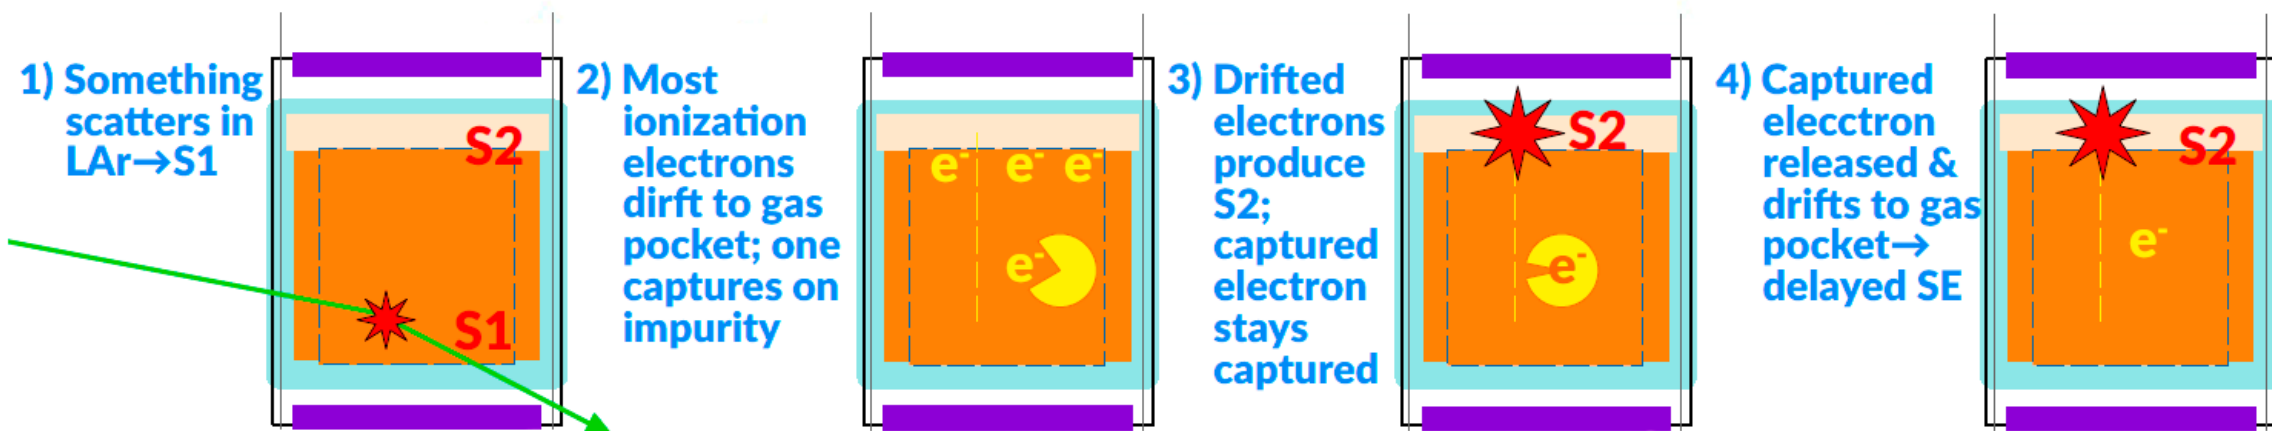 1) Something
scatters in
LAr→S1
S2
S1
2) Most
ionization
electrons
dirft to gas
pocket; one
captures on
impurity
e- e- e-
e-
3) Drifted
electrons
produce
S2;
captured
electron
stays
captured
S2
e-
4) Captured
elecctron
released &
drifts to gas
pocket→
delayed SE
S2
e-